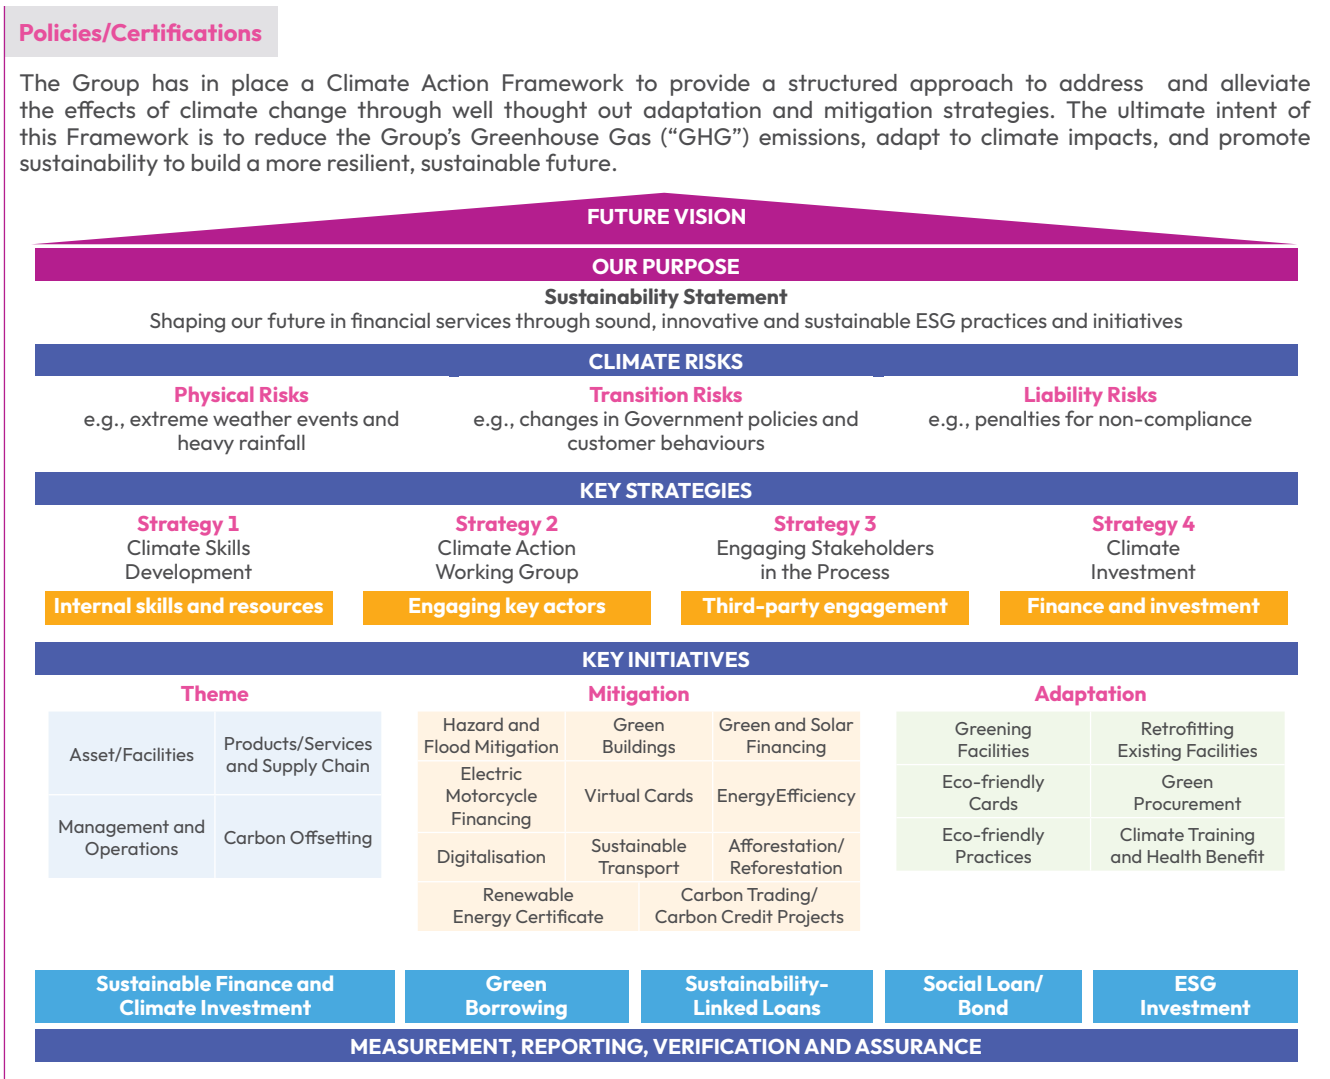 Policies/Certifications
The Group has in place a Climate Action Framework to provide a structured approach to address and alleviate
the effects of climate change through well thought out adaptation and mitigation strategies. The ultimate intent of
this Framework is to reduce the Group’s Greenhouse Gas (“GHG”) emissions, adapt to climate impacts, and promote
sustainability to build a more resilient, sustainable future.
FUTURE VISION
OUR PURPOSE
Sustainability Statement
Shaping our future in financial services through sound, innovative and sustainable ESG practices and initiatives
CLIMATE RISKS
Physical Risks
e.g., extreme weather events and
heavy rainfall
Transition Risks
e.g., changes in Government policies and
customer behaviours
Liability Risks
e.g., penalties for non-compliance
KEY STRATEGIES
Strategy 1
Climate Skills
Development
Internal skills and resources
Strategy 2
Climate Action
Working Group
Engaging key actors
Strategy 3
Engaging Stakeholders
in the Process
Third-party engagement
Strategy 4
Climate
Investment
Finance and investment
KEY INITIATIVES
Theme
Asset/Facilities
Products/Services
and Supply Chain
Management and
Operations
Carbon Offsetting
Mitigation
Hazard and
Flood Mitigation
Green
Buildings
Green and Solar
Financing
Electric
Motorcycle
Financing
Virtual Cards
EnergyEfficiency
Digitalisation
Sustainable
Transport
Afforestation/
Reforestation
Renewable
Energy Certificate
Carbon Trading/
Carbon Credit Projects
Adaptation
Greening
Facilities
Retrofitting
Existing Facilities
Eco-friendly
Cards
Green
Procurement
Eco-friendly
Practices
Climate Training
and Health Benefit
Sustainable Finance and
Climate Investment
Green
Borrowing
Sustainability-
Linked Loans
Social Loan/
Bond
ESG
Investment
MEASUREMENT, REPORTING, VERIFICATION AND ASSURANCE